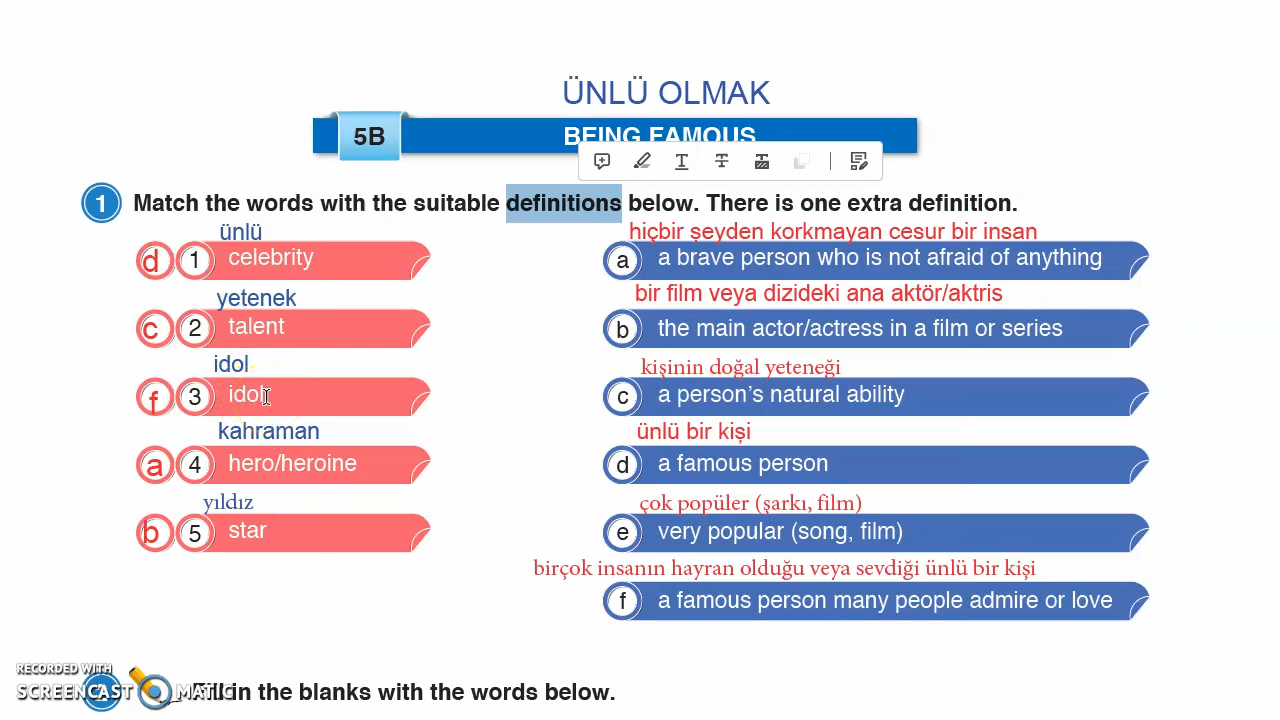 ÜNLÜ OLMAK
5B
BEING FAMOUS
1 Match the words with the suitable definitions below. There is one extra definition.
ünlü
d 1 celebrity
yetenek
c 2 talent
idol
f 3 idol
kahraman
a 4 hero/heroine
yıldız
b 5 star
hiçbir şeyden korkmayan cesur bir insan
a a brave person who is not afraid of anything
bir film veya dizideki ana aktör/aktris
b the main actor/actress in a film or series
kişinin doğal yeteneği
c a person's natural ability
ünlü bir kişi
d a famous person
çok popüler (şarkı, film)
e very popular (song, film)
birçok insanın hayran olduğu veya sevdiği ünlü bir kişi
f a famous person many people admire or love
2 Fill in the blanks with the words below.
RECORDED WITH
SCREENCAST MATIC